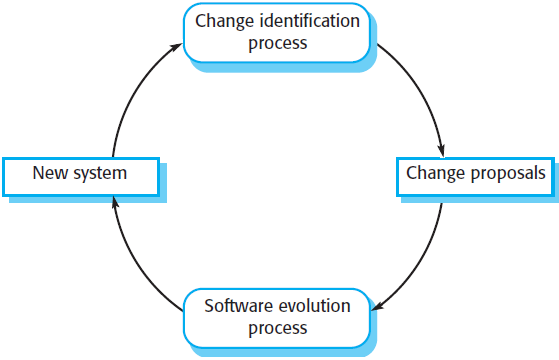 Change identification
process
New system
Change proposals
Software evolution
process